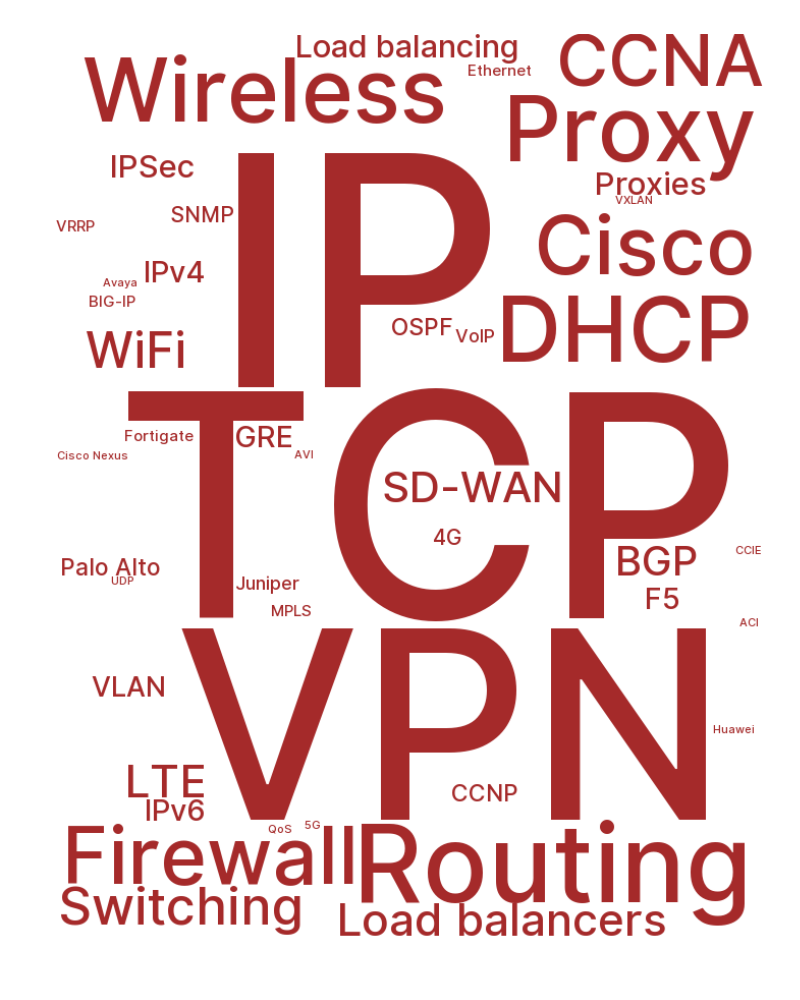 Load balancing
CCNA
Wireless
Ethernet
Proxy
IPSec
IP
Proxies
VXLAN
SNMP
VRRP
Cisco
IPv4
Avaya
BIG-IP
DHCP
OSPF
VoIP
WiFi
TCP
Fortigate
GRE
Cisco Nexus
AVI
SD-WAN
4G
CCIE
BGP
Palo Alto
UDP
Juniper
F5
MPLS
ACI
VPN
VLAN
Huawei
LTE
CCNP
IPv6
QoS
5G
Firewall
Routing
Switching
Load balancers